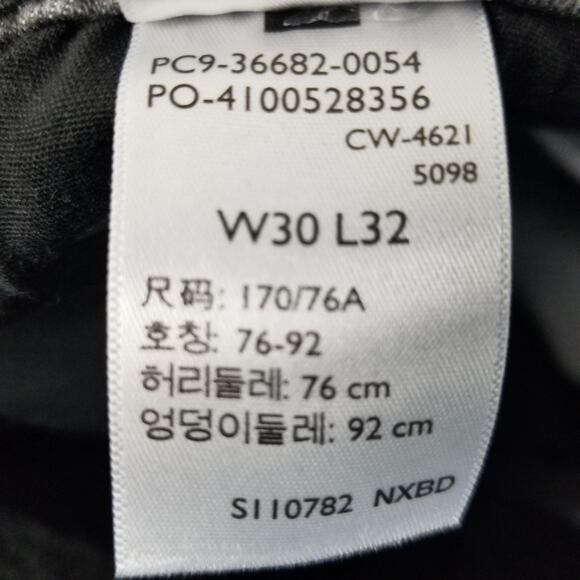 PC9-36682-0054
PO-4100528356
CW-4621
5098
W30 L32
尺码: 170/76A
호칭: 76-92
허리둘레: 76 cm
엉덩이둘레: 92 cm
S110782 NXBD